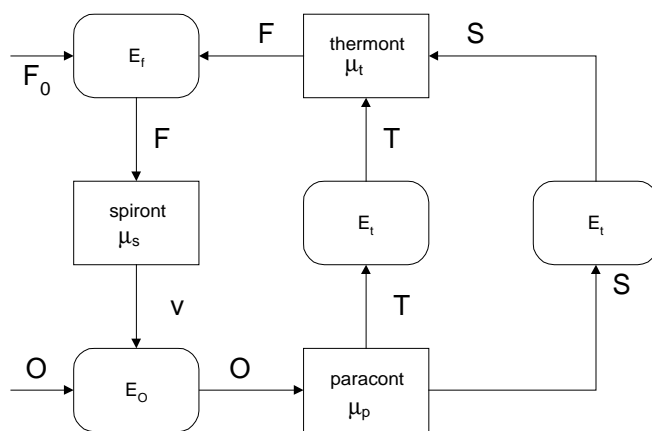 F
S
E_f
thermont
μ_t
F_0
F
T
spiront
μ_s
E_t
E_t
S
v
T
O
O
E_O
paracont
μ_p